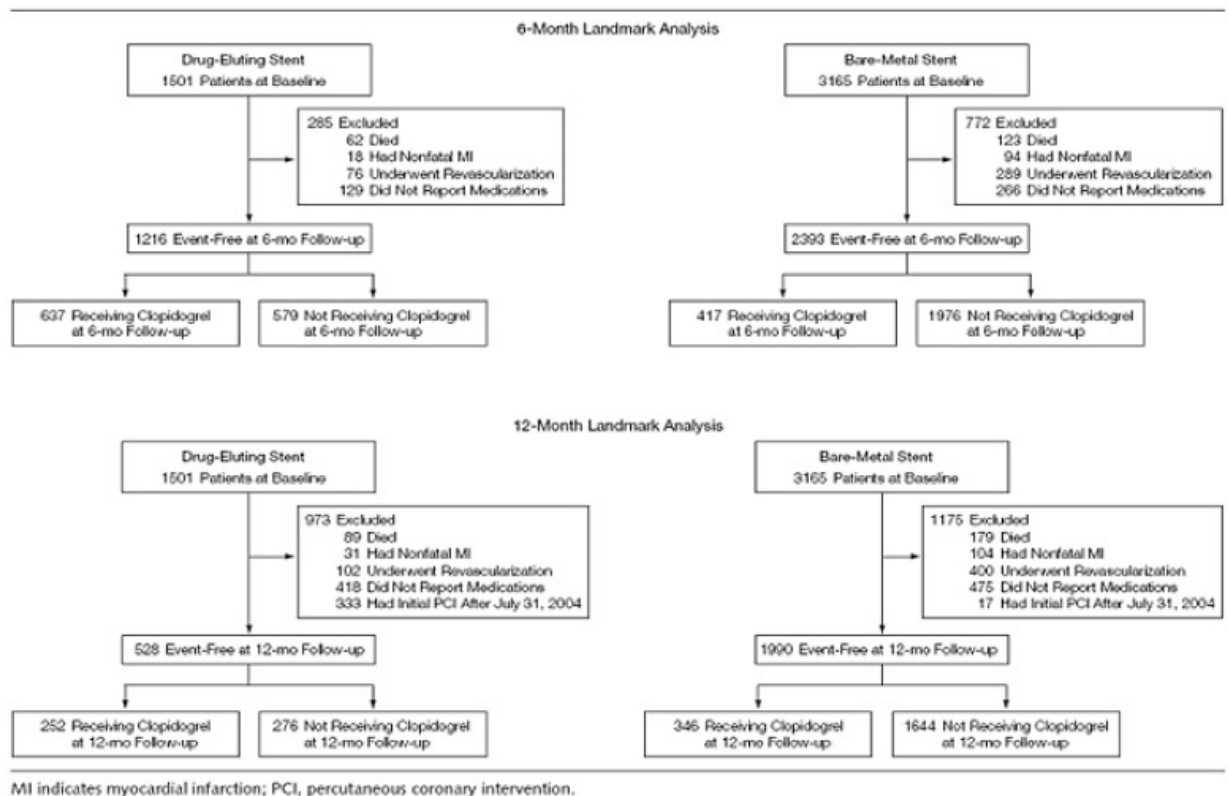 6-Month Landmark Analysis
Drug-Eluting Stent
1501 Patients at Baseline
285 Excluded
62 Died
18 Had Nonfatal MI
76 Underwent Revascularization
129 Did Not Report Medications
1216 Event-Free at 6-mo Follow-up
637 Receiving Clopidogrel
at 6-mo Follow-up
579 Not Receiving Clopidogrel
at 6-mo Follow-up
Bare-Metal Stent
3165 Patients at Baseline
772 Excluded
123 Died
94 Had Nonfatal MI
289 Underwent Revascularization
266 Did Not Report Medications
2393 Event-Free at 6-mo Follow-up
417 Receiving Clopidogrel
at 6-mo Follow-up
1976 Not Receiving Clopidogrel
at 6-mo Follow-up
12-Month Landmark Analysis
Drug-Eluting Stent
1501 Patients at Baseline
973 Excluded
89 Died
31 Had Nonfatal MI
102 Underwent Revascularization
418 Did Not Report Medications
333 Had Initial PCI After July 31, 2004
528 Event-Free at 12-mo Follow-up
252 Receiving Clopidogrel
at 12-mo Follow-up
276 Not Receiving Clopidogrel
at 12-mo Follow-up
Bare-Metal Stent
3165 Patients at Baseline
1175 Excluded
179 Died
104 Had Nonfatal MI
400 Underwent Revascularization
475 Did Not Report Medications
17 Had Initial PCI After July 31, 2004
1990 Event-Free at 12-mo Follow-up
346 Receiving Clopidogrel
at 12-mo Follow-up
1644 Not Receiving Clopidogrel
at 12-mo Follow-up
MI indicates myocardial infarction; PCI, percutaneous coronary intervention.